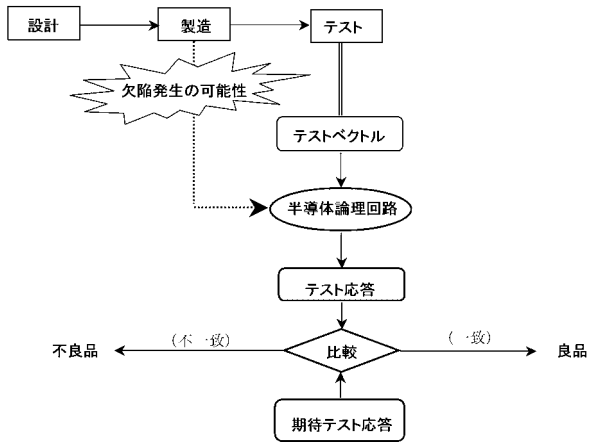 設計
製造
テスト
欠陥発生の可能性
テストベクトル
半導体論理回路
テスト応答
不良品
(不一致)
比較
(一致)
良品
期待テスト応答